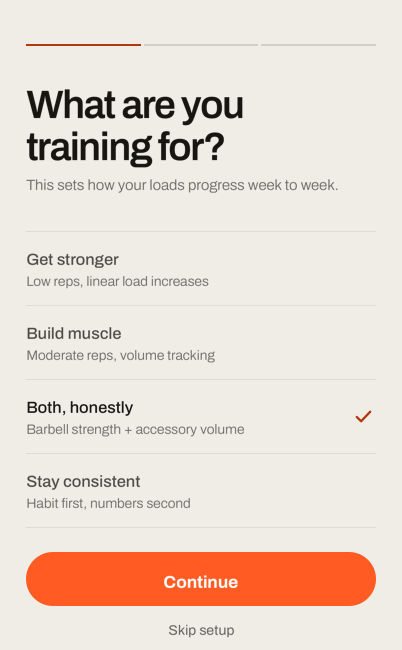 What are you
training for?
This sets how your loads progress week to week.
Get stronger
Low reps, linear load increases
Build muscle
Moderate reps, volume tracking
Both, honestly
Barbell strength + accessory volume
Stay consistent
Habit first, numbers second
Continue
Skip setup